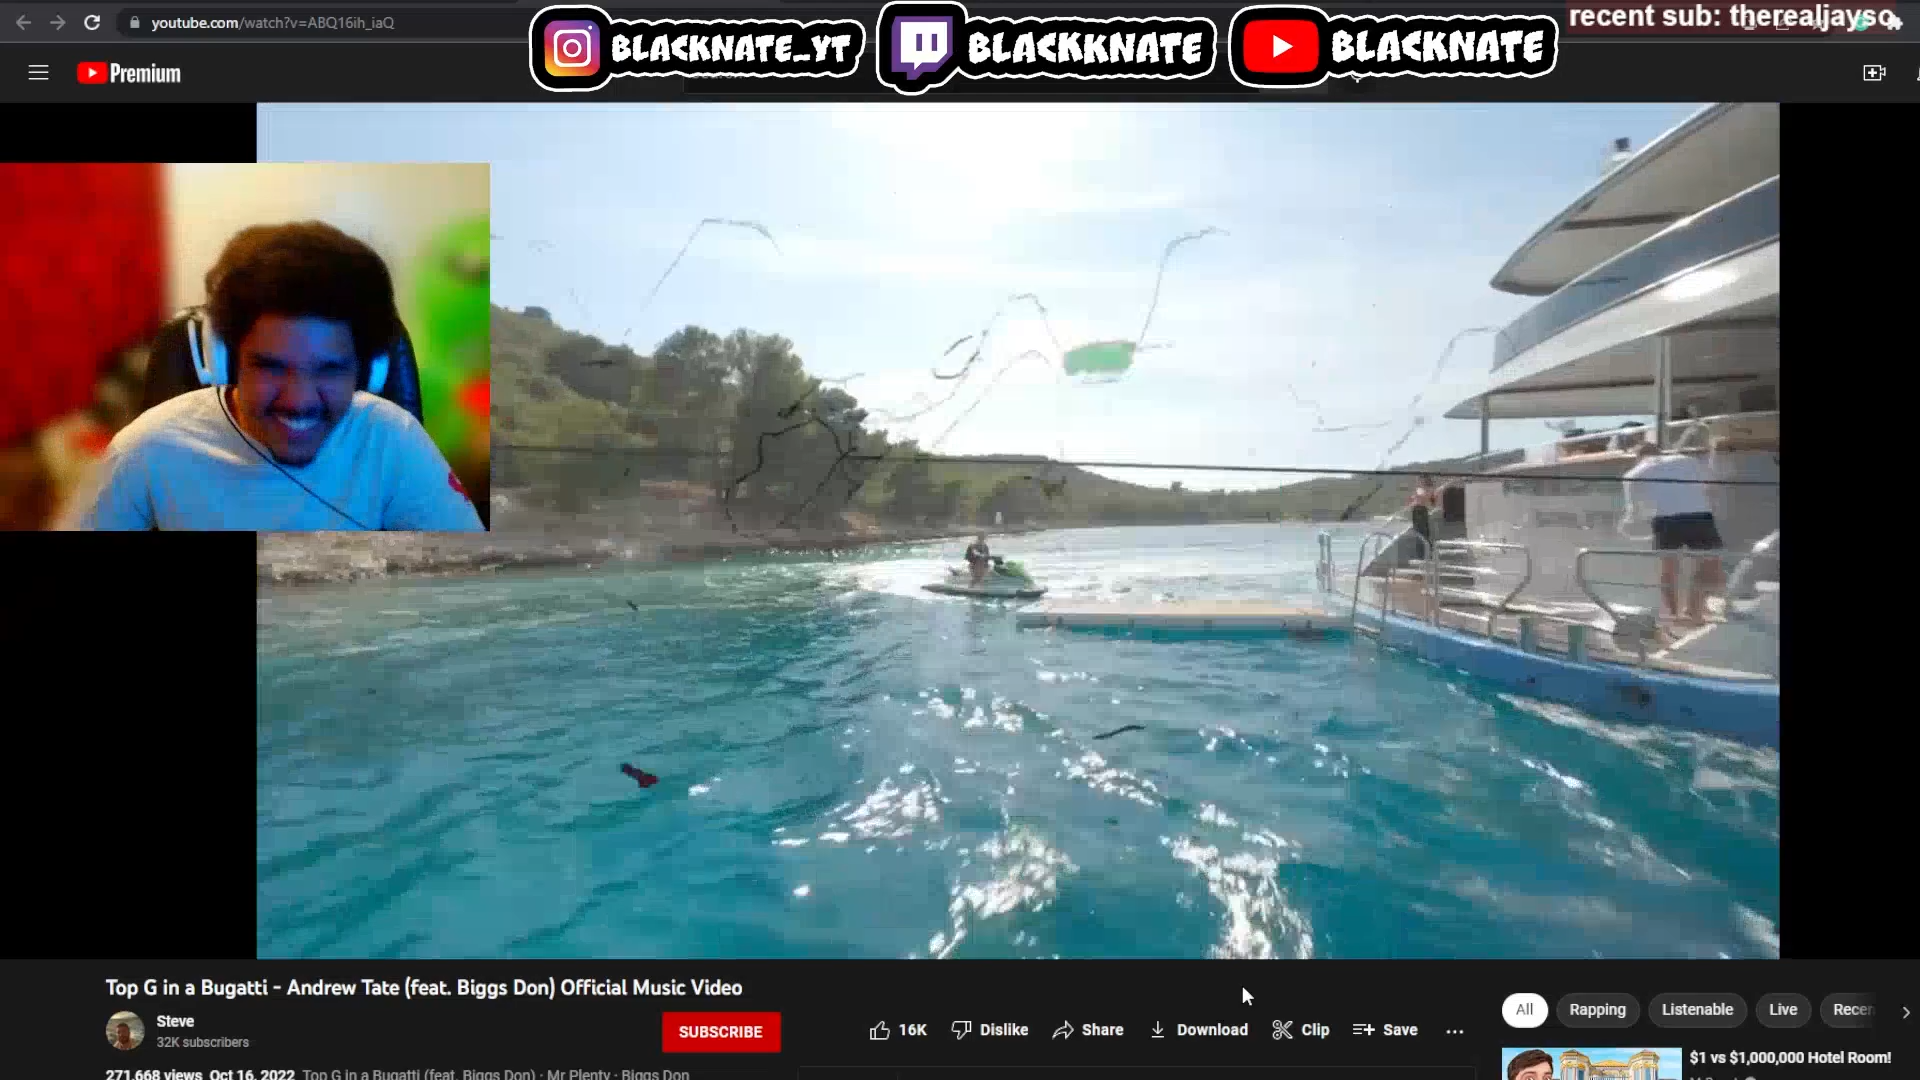 recent sub: therealjayso
youtube.com/watch?v=ABQ16ih_iaQ
BLACKNATE_YT
BLACKKNATE
BLACKNATE
Premium
Top G in a Bugatti - Andrew Tate (feat. Biggs Don) Official Music Video
Steve
32K subscribers
SUBSCRIBE
16K
Dislike
Share
Download
Clip
Save
All
Rapping
Listenable
Live
271,668 views Oct 16, 2022 Top G in a Bugatti (feat. Biggs Don) · Mr Plenty · Biggs Don
$1 vs $1,000,000 Hotel Room!